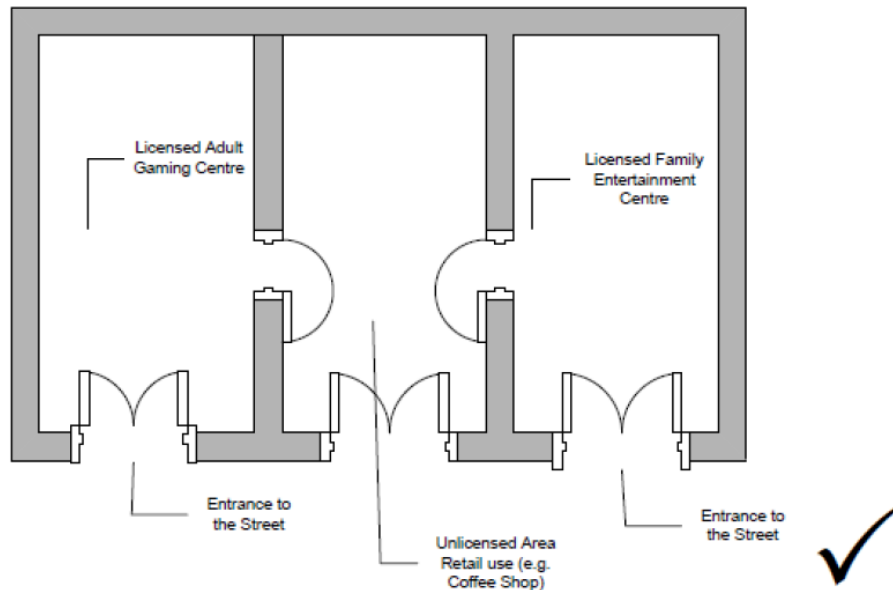 Licensed Adult
Gaming Centre
Licensed Family
Entertainment
Centre
Entrance to
the Street
Unlicensed Area
Retail use (e.g.
Coffee Shop)
Entrance to
the Street